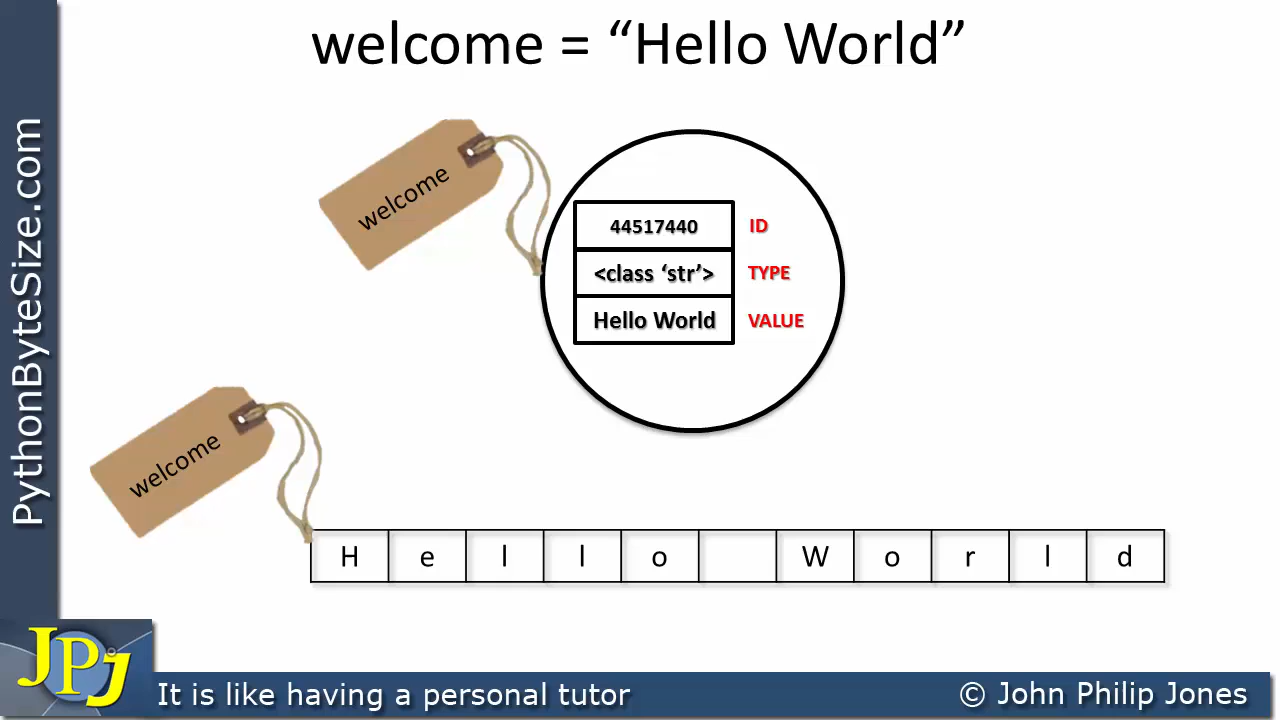 welcome = “Hello World”
PythonByteSize.com
welcome
44517440 ID
<class ‘str’> TYPE
Hello World VALUE
welcome
H e l l o W o r l d
JPJ
It is like having a personal tutor
© John Philip Jones